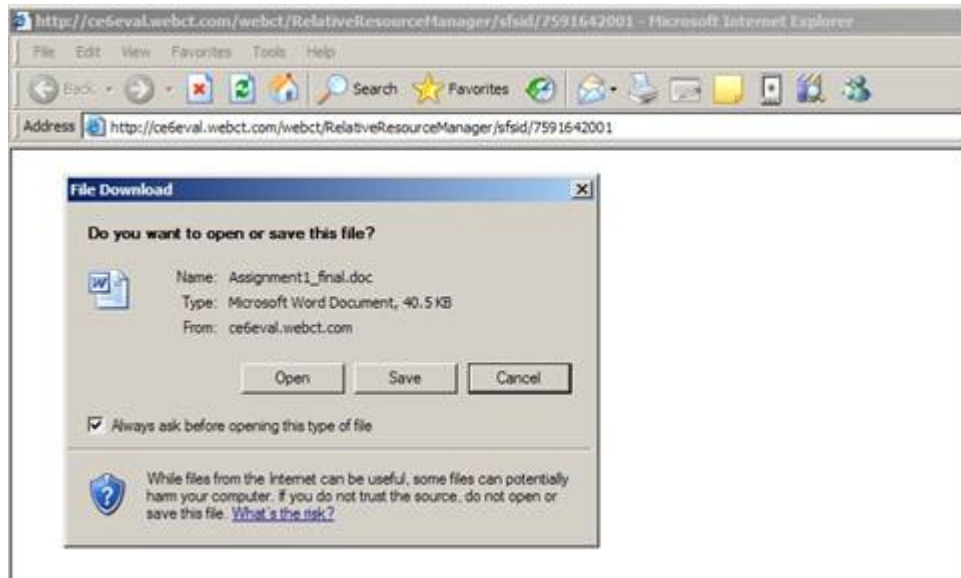 http://ce6eval.webct.com/webct/RelativeResourceManager/sfsid/7591642001 - Microsoft Internet Explorer
File Edit View Favorites Tools Help
Back Search Favorites
Address http://ce6eval.webct.com/webct/RelativeResourceManager/sfsid/7591642001
File Download
Do you want to open or save this file?
Name: Assignment1_final.doc
Type: Microsoft Word Document, 40.5 KB
From: ce6eval.webct.com
Open Save Cancel
Always ask before opening this type of file
While files from the Internet can be useful, some files can potentially
harm your computer. If you do not trust the source, do not open or
save this file. What's the risk?